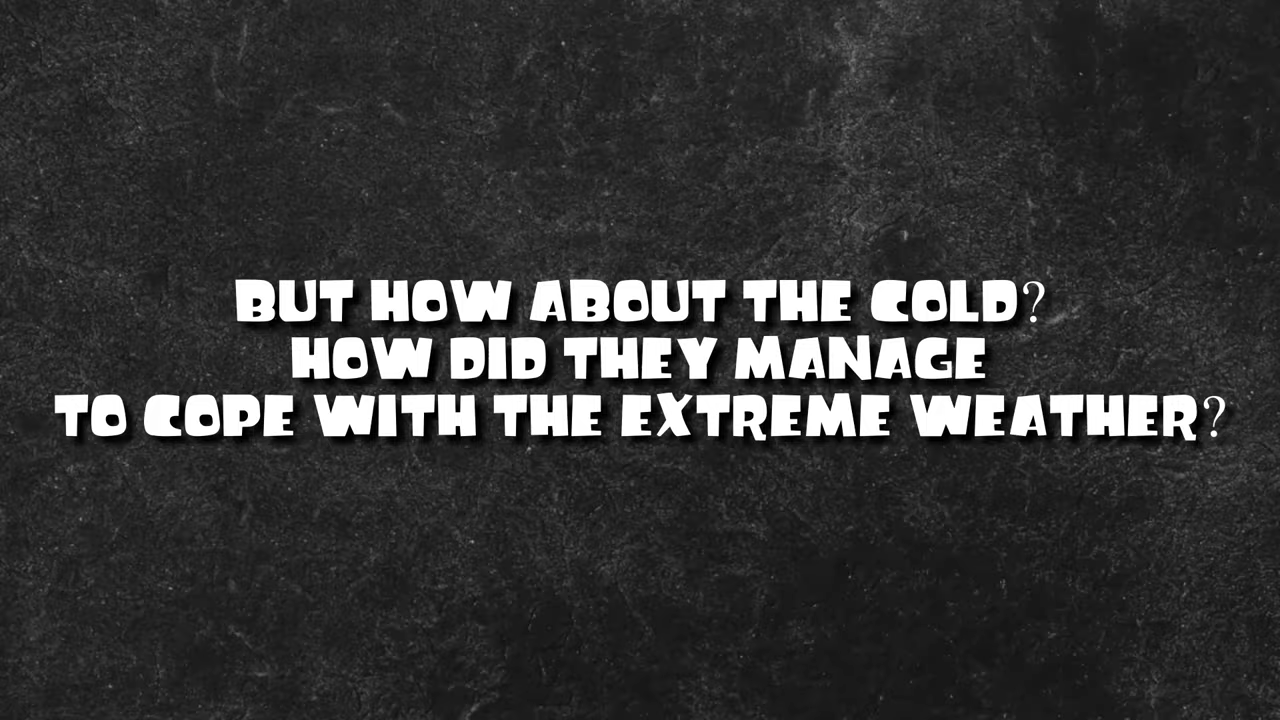 BUT HOW ABOUT THE COLD?
HOW DID THEY MANAGE
TO COPE WITH THE EXTREME WEATHER?